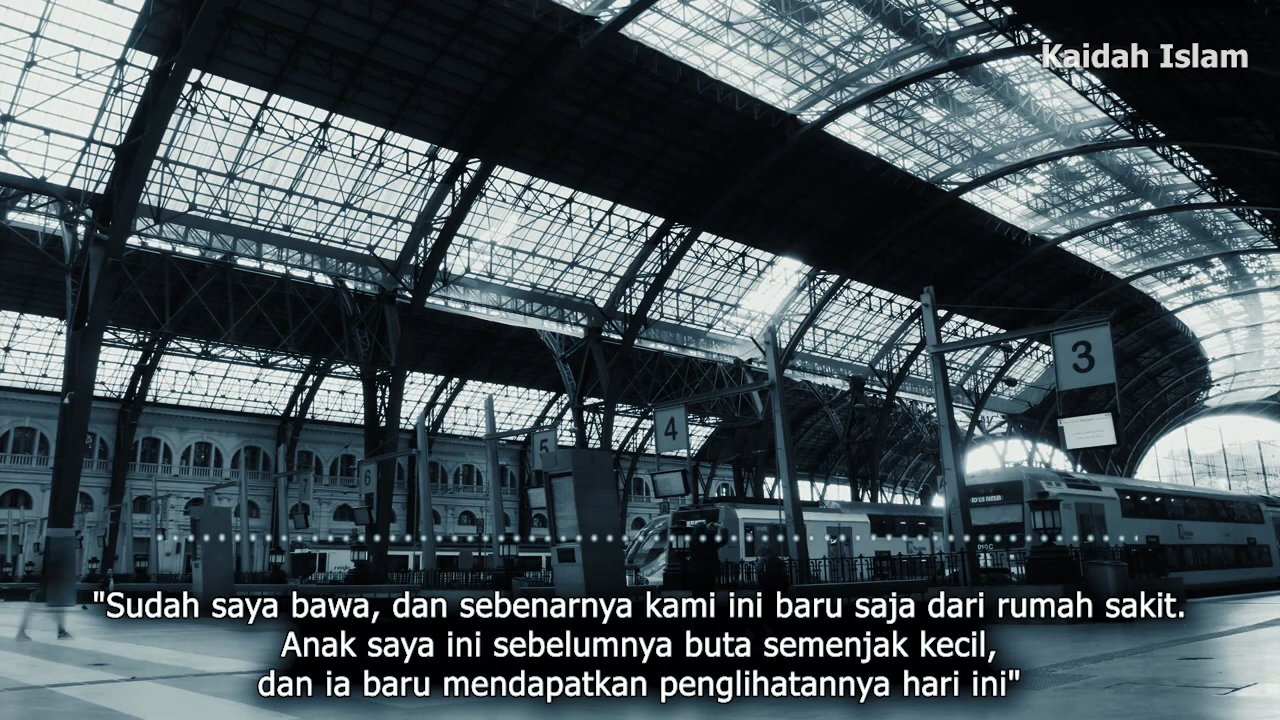 Kaidah Islam
3
4
5
6
"Sudah saya bawa, dan sebenarnya kami ini baru saja dari rumah sakit.
Anak saya ini sebelumnya buta semenjak kecil,
dan ia baru mendapatkan penglihatannya hari ini"